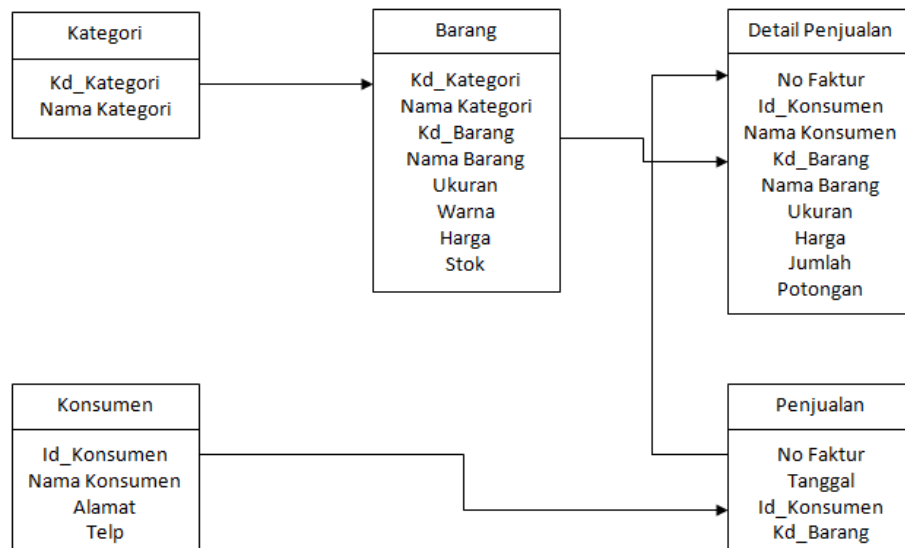 Kategori
Kd_Kategori
Nama Kategori
Barang
Kd_Kategori
Nama Kategori
Kd_Barang
Nama Barang
Ukuran
Warna
Harga
Stok
Detail Penjualan
No Faktur
Id_Konsumen
Nama Konsumen
Kd_Barang
Nama Barang
Ukuran
Harga
Jumlah
Potongan
Konsumen
Id_Konsumen
Nama Konsumen
Alamat
Telp
Penjualan
No Faktur
Tanggal
Id_Konsumen
Kd_Barang